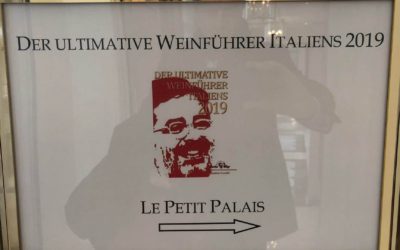 DER ULTIMATIVE WEINFÜHRER ITALIENS 2019
DER ULTIMATIVE
WEINFÜHRER
ITALIENS
2019
LE PETIT PALAIS